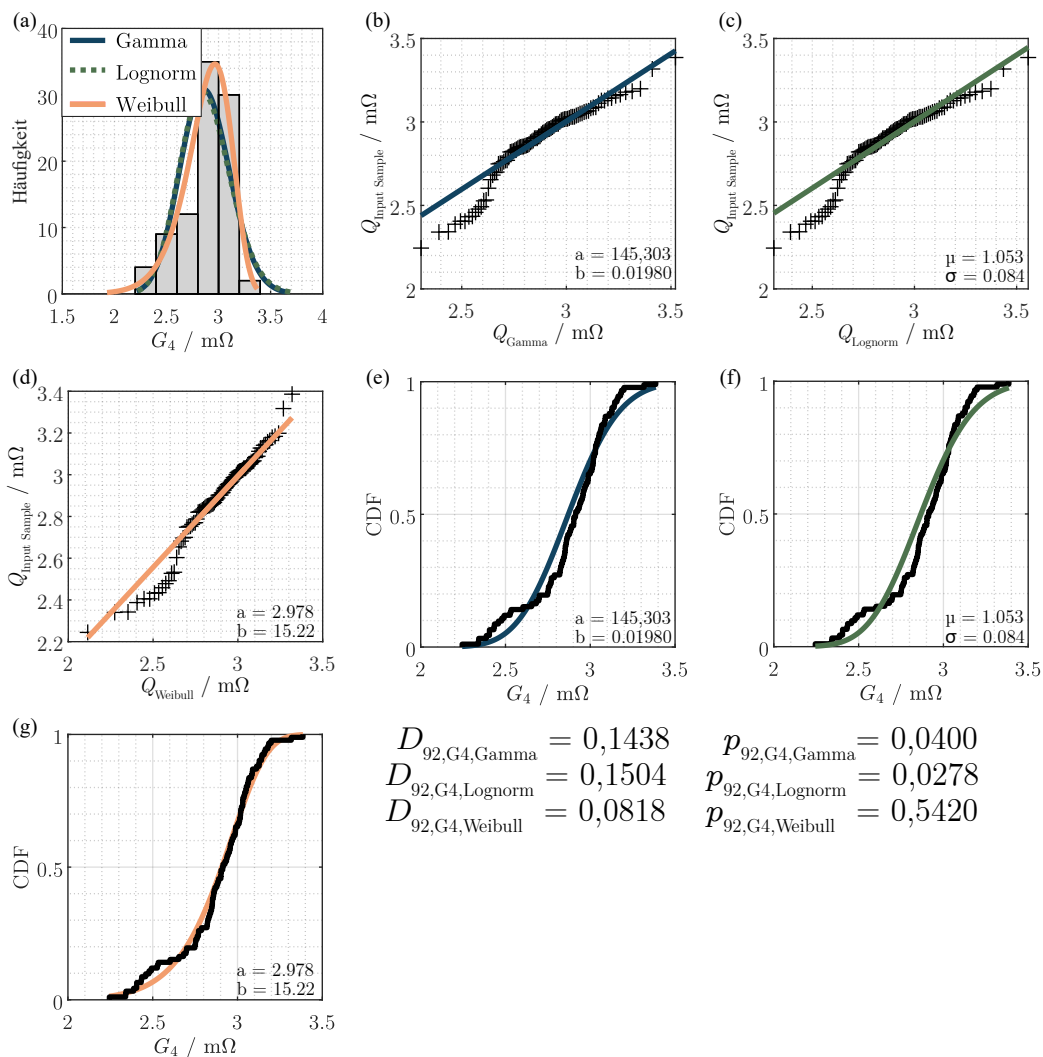 (a)
40
30
20
10
0
Häufigkeit
Gamma
Lognorm
Weibull
1.5 2 2.5 3 3.5 4
G4 / mΩ
(b)
3.5
3
2.5
2
QInput Sample / mΩ
a = 145,303
b = 0.01980
2.5 3 3.5
QGamma / mΩ
(c)
3.5
3
2.5
2
QInput Sample / mΩ
μ = 1.053
σ = 0.084
2.5 3 3.5
QLognorm / mΩ
(d)
3.4
3.2
3
2.8
2.6
2.4
2.2
QInput Sample / mΩ
a = 2.978
b = 15.22
2 2.5 3 3.5
QWeibull / mΩ
(e)
1
0.5
0
CDF
a = 145,303
b = 0.01980
2 2.5 3 3.5
G4 / mΩ
(f)
1
0.5
0
CDF
μ = 1.053
σ = 0.084
2 2.5 3 3.5
G4 / mΩ
(g)
1
0.5
0
CDF
a = 2.978
b = 15.22
2 2.5 3 3.5
G4 / mΩ
D92,G4,Gamma = 0,1438 p92,G4,Gamma = 0,0400
D92,G4,Lognorm = 0,1504 p92,G4,Lognorm = 0,0278
D92,G4,Weibull = 0,0818 p92,G4,Weibull = 0,5420